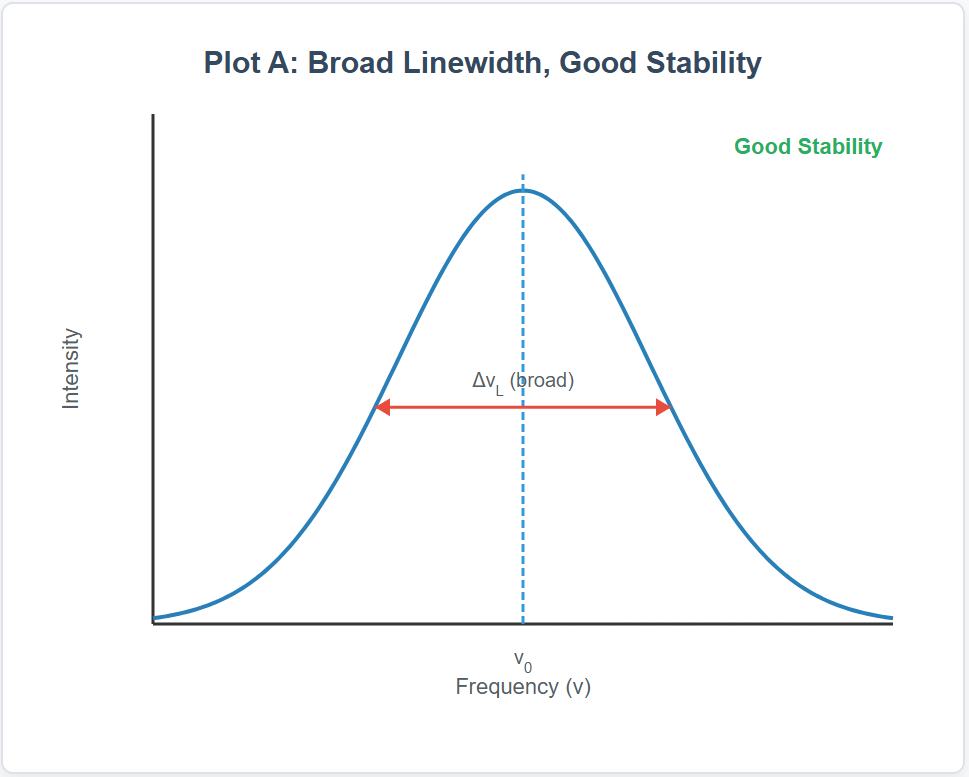 Plot A: Broad Linewidth, Good Stability
Good Stability
Intensity
Δv_L (broad)
v_0
Frequency (v)